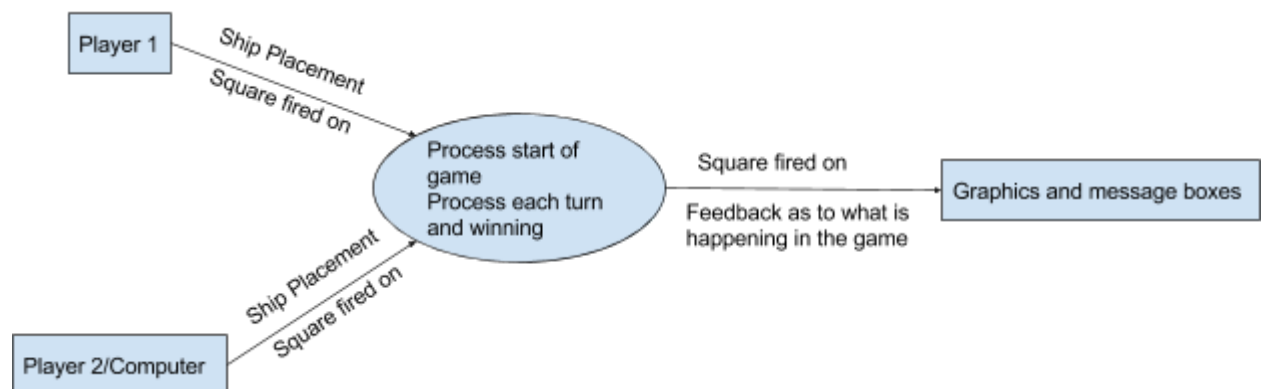 Player 1
Ship Placement
Square fired on
Process start of
game
Process each turn
and winning
Square fired on
Feedback as to what is
happening in the game
Graphics and message boxes
Ship Placement
Square fired on
Player 2/Computer